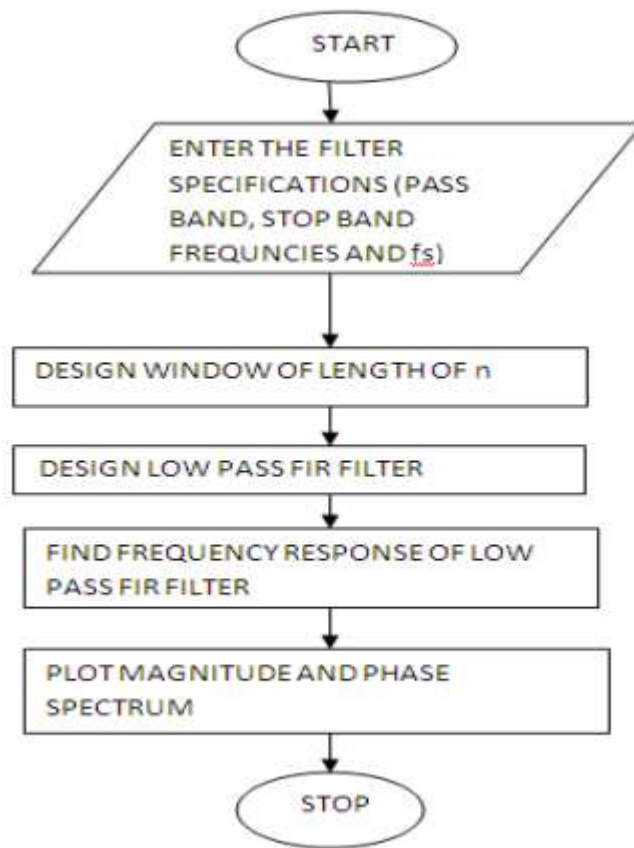 START
ENTER THE FILTER
SPECIFICATIONS (PASS
BAND, STOP BAND
FREQUNCIES AND fs)
DESIGN WINDOW OF LENGTH OF n
DESIGN LOW PASS FIR FILTER
FIND FREQUENCY RESPONSE OF LOW
PASS FIR FILTER
PLOT MAGNITUDE AND PHASE
SPECTRUM
STOP